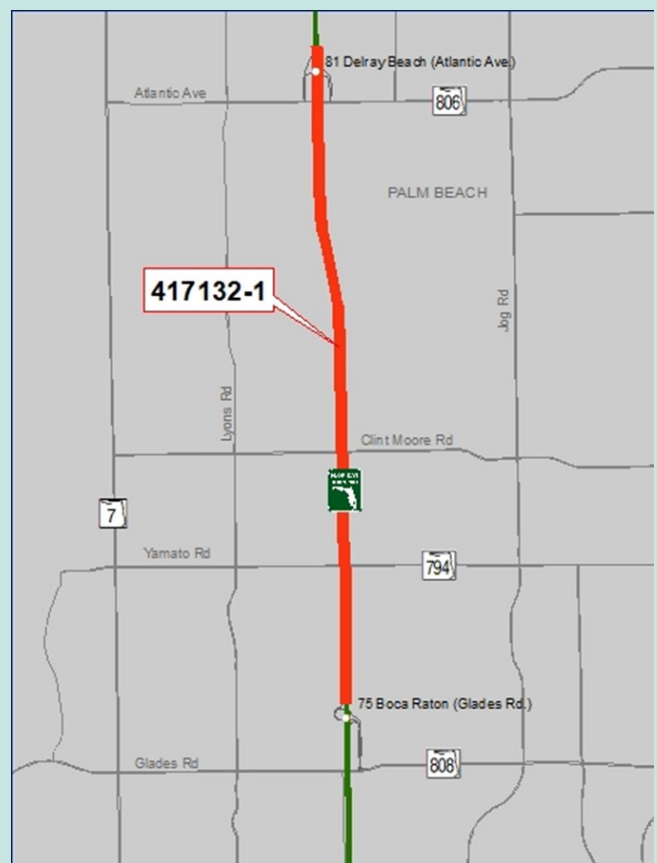 81 Delray Beach (Atlantic Ave.)
Atlantic Ave
806
PALM BEACH
417132-1
Jog Rd
Lyons Rd
Clint Moore Rd
7
Yamato Rd
794
75 Boca Raton (Glades Rd.)
Glades Rd
808